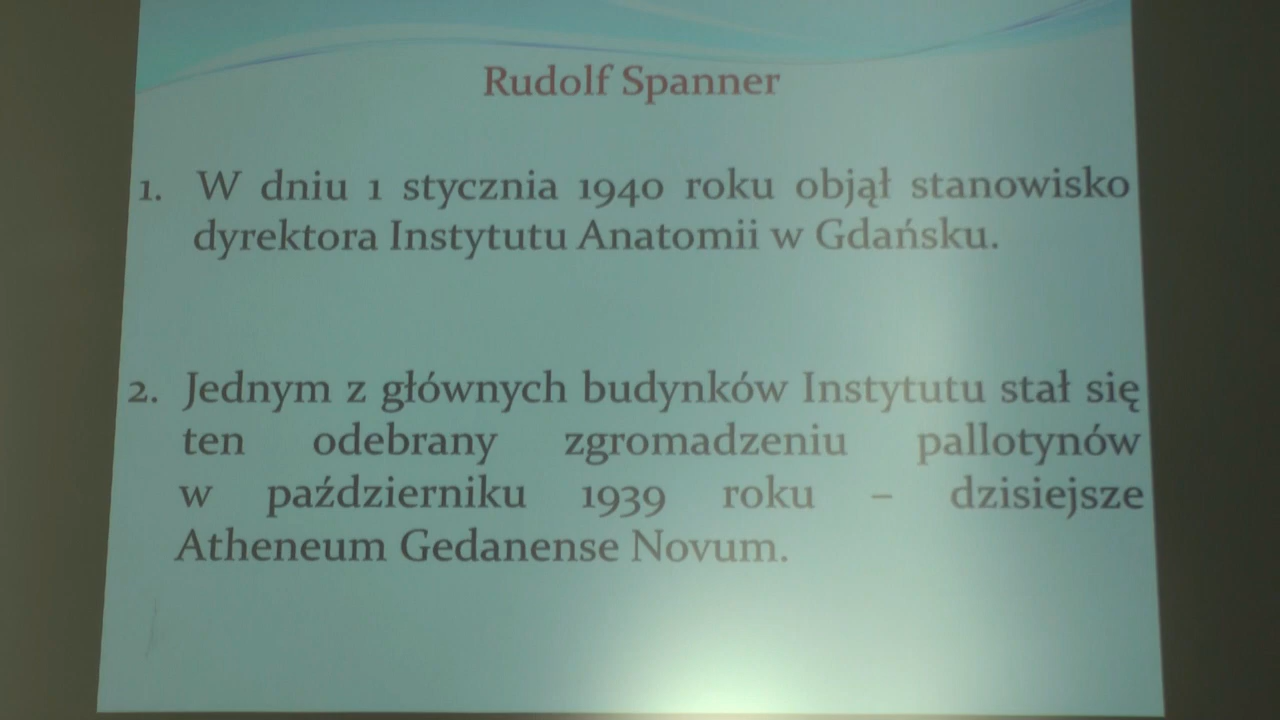 Rudolf Spanner
1. W dniu 1 stycznia 1940 roku objął stanowisko
dyrektora Instytutu Anatomii w Gdańsku.
2. Jednym z głównych budynków Instytutu stał się
ten odebrany zgromadzeniu pallotynów
w październiku 1939 roku – dzisiejsze
Atheneum Gedanense Novum.